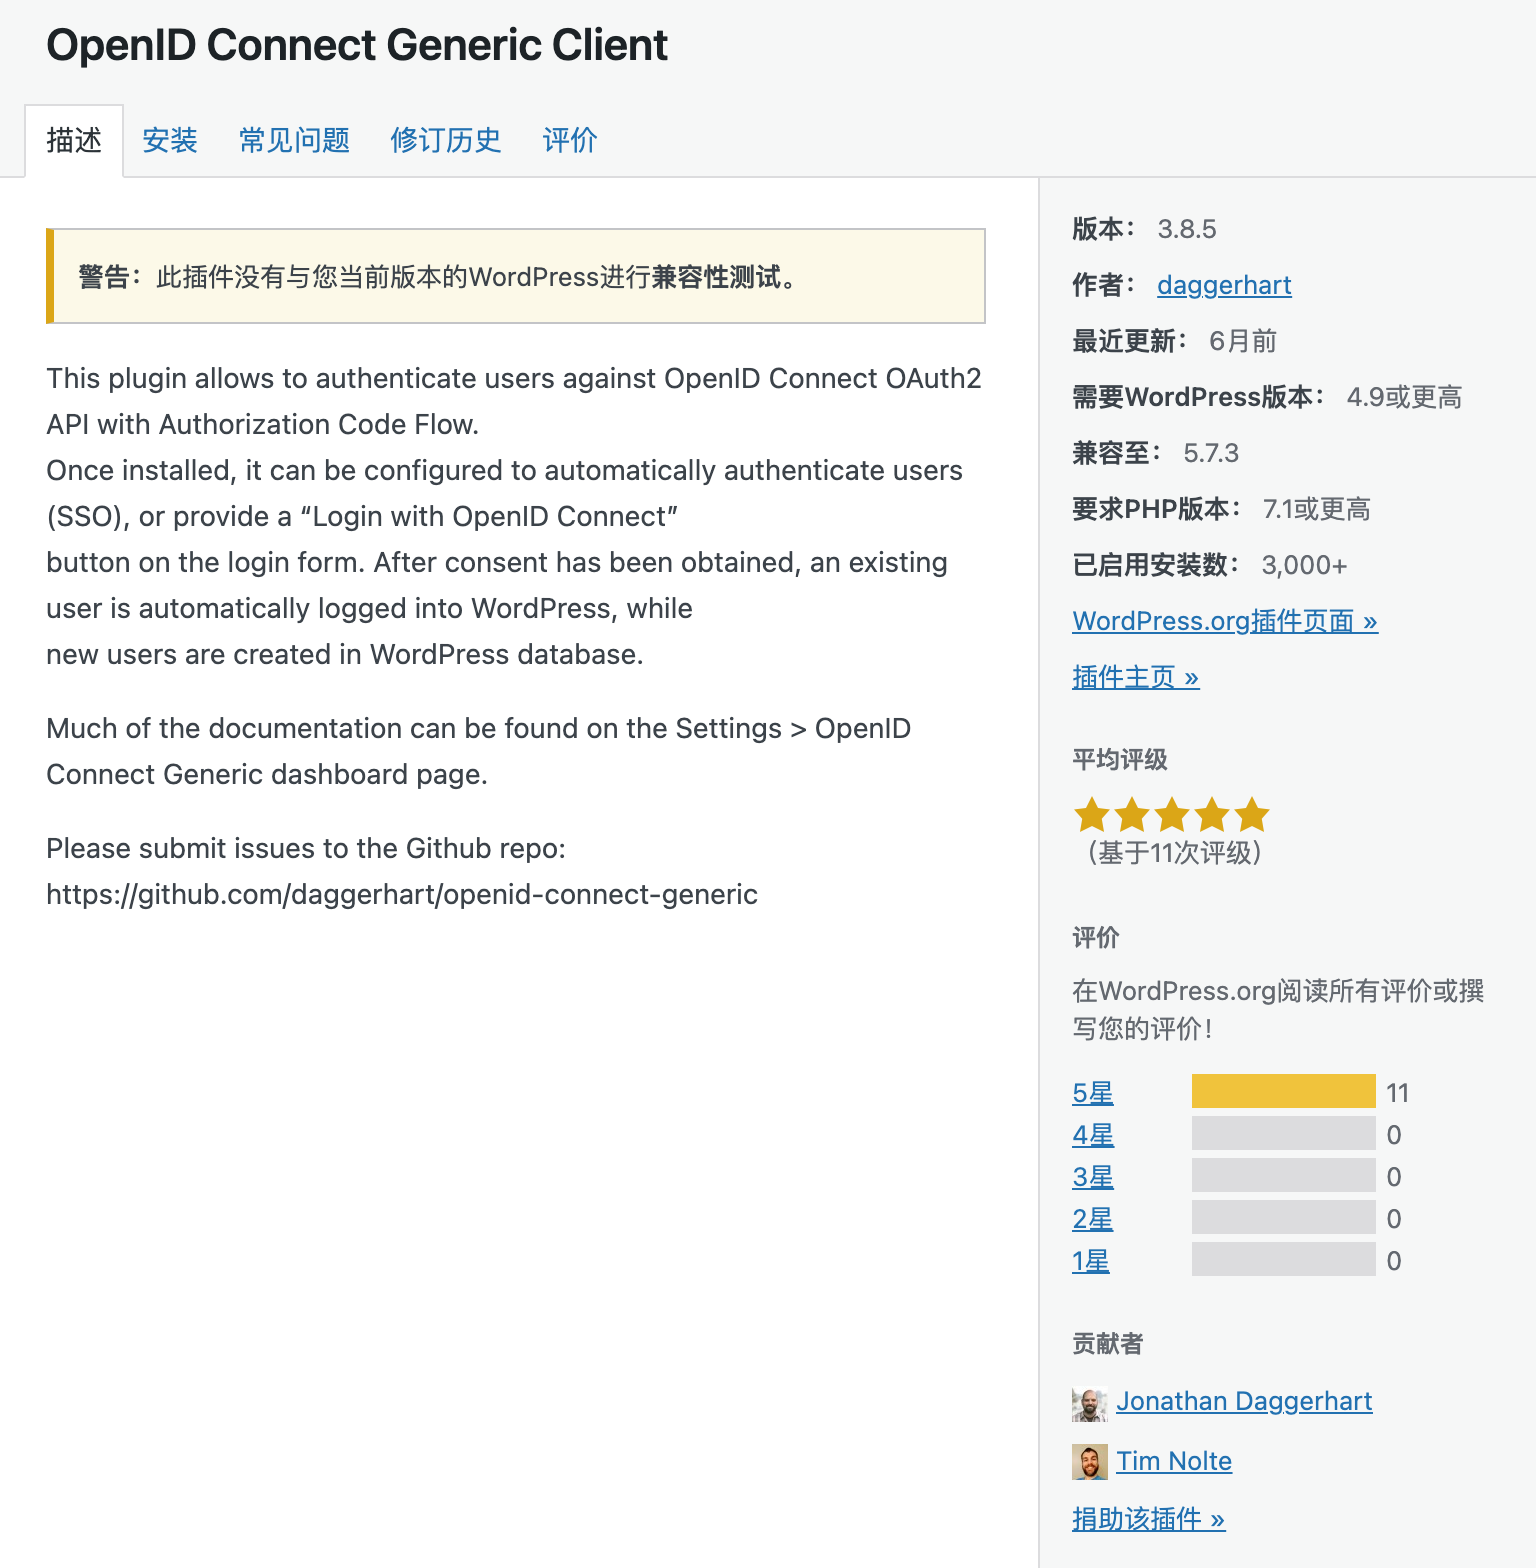 OpenID Connect Generic Client
描述
安装
常见问题
修订历史
评价
警告：此插件没有与您当前版本的WordPress进行兼容性测试。
This plugin allows to authenticate users against OpenID Connect OAuth2
API with Authorization Code Flow.
Once installed, it can be configured to automatically authenticate users
(SSO), or provide a “Login with OpenID Connect”
button on the login form. After consent has been obtained, an existing
user is automatically logged into WordPress, while
new users are created in WordPress database.
Much of the documentation can be found on the Settings > OpenID
Connect Generic dashboard page.
Please submit issues to the Github repo:
https://github.com/daggerhart/openid-connect-generic
版本： 3.8.5
作者： daggerhart
最近更新： 6月前
需要WordPress版本： 4.9或更高
兼容至： 5.7.3
要求PHP版本： 7.1或更高
已启用安装数： 3,000+
WordPress.org插件页面 »
插件主页 »
平均评级
（基于11次评级）
评价
在WordPress.org阅读所有评价或撰
写您的评价！
5星 11
4星 0
3星 0
2星 0
1星 0
贡献者
Jonathan Daggerhart
Tim Nolte
捐助该插件 »